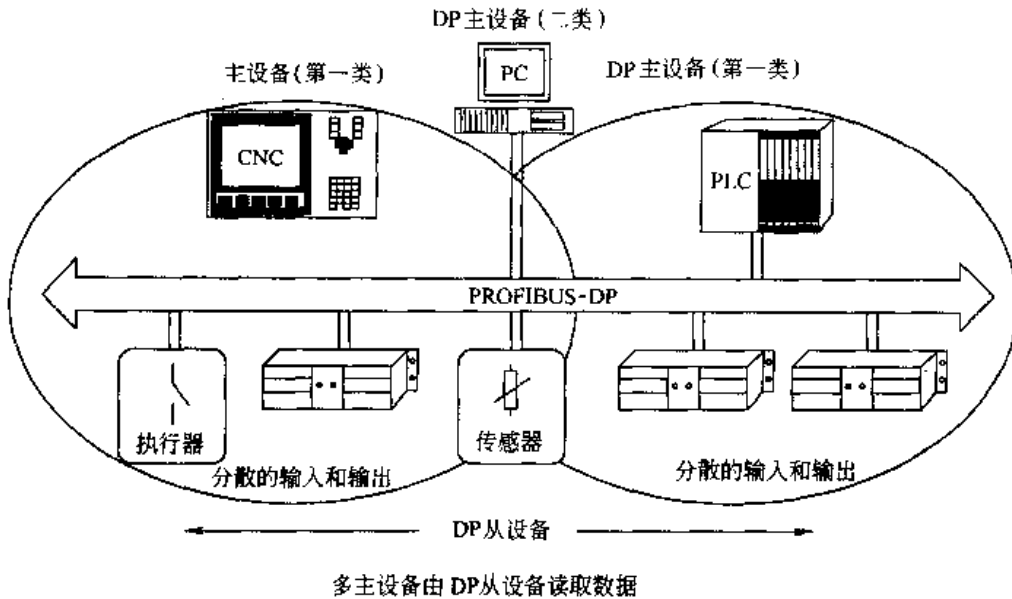 DP主设备(二类)
主设备(第一类)
PC
DP主设备(第一类)
CNC
PLC
PROFIBUS-DP
执行器
传感器
分散的输入和输出
分散的输入和输出
DP从设备
多主设备由DP从设备读取数据